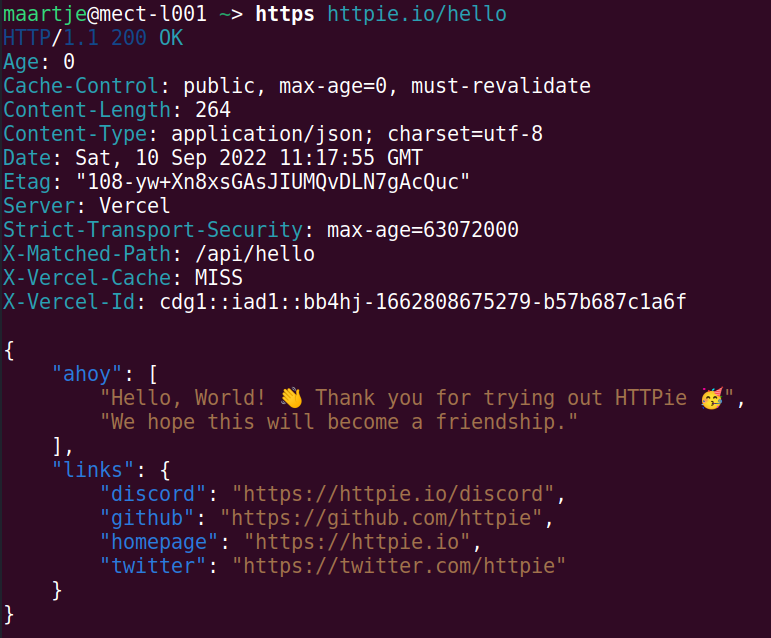 maartje@mect-l001 ~> https httpie.io/hello
HTTP/1.1 200 OK
Age: 0
Cache-Control: public, max-age=0, must-revalidate
Content-Length: 264
Content-Type: application/json; charset=utf-8
Date: Sat, 10 Sep 2022 11:17:55 GMT
Etag: "108-yw+Xn8xsGAsJIUMQvDLN7gAcQuc"
Server: Vercel
Strict-Transport-Security: max-age=63072000
X-Matched-Path: /api/hello
X-Vercel-Cache: MISS
X-Vercel-Id: cdg1::iad1::bb4hj-1662808675279-b57b687c1a6f

{
    "ahoy": [
        "Hello, World! 👋 Thank you for trying out HTTPie 🥳",
        "We hope this will become a friendship."
    ],
    "links": {
        "discord": "https://httpie.io/discord",
        "github": "https://github.com/httpie",
        "homepage": "https://httpie.io",
        "twitter": "https://twitter.com/httpie"
    }
}